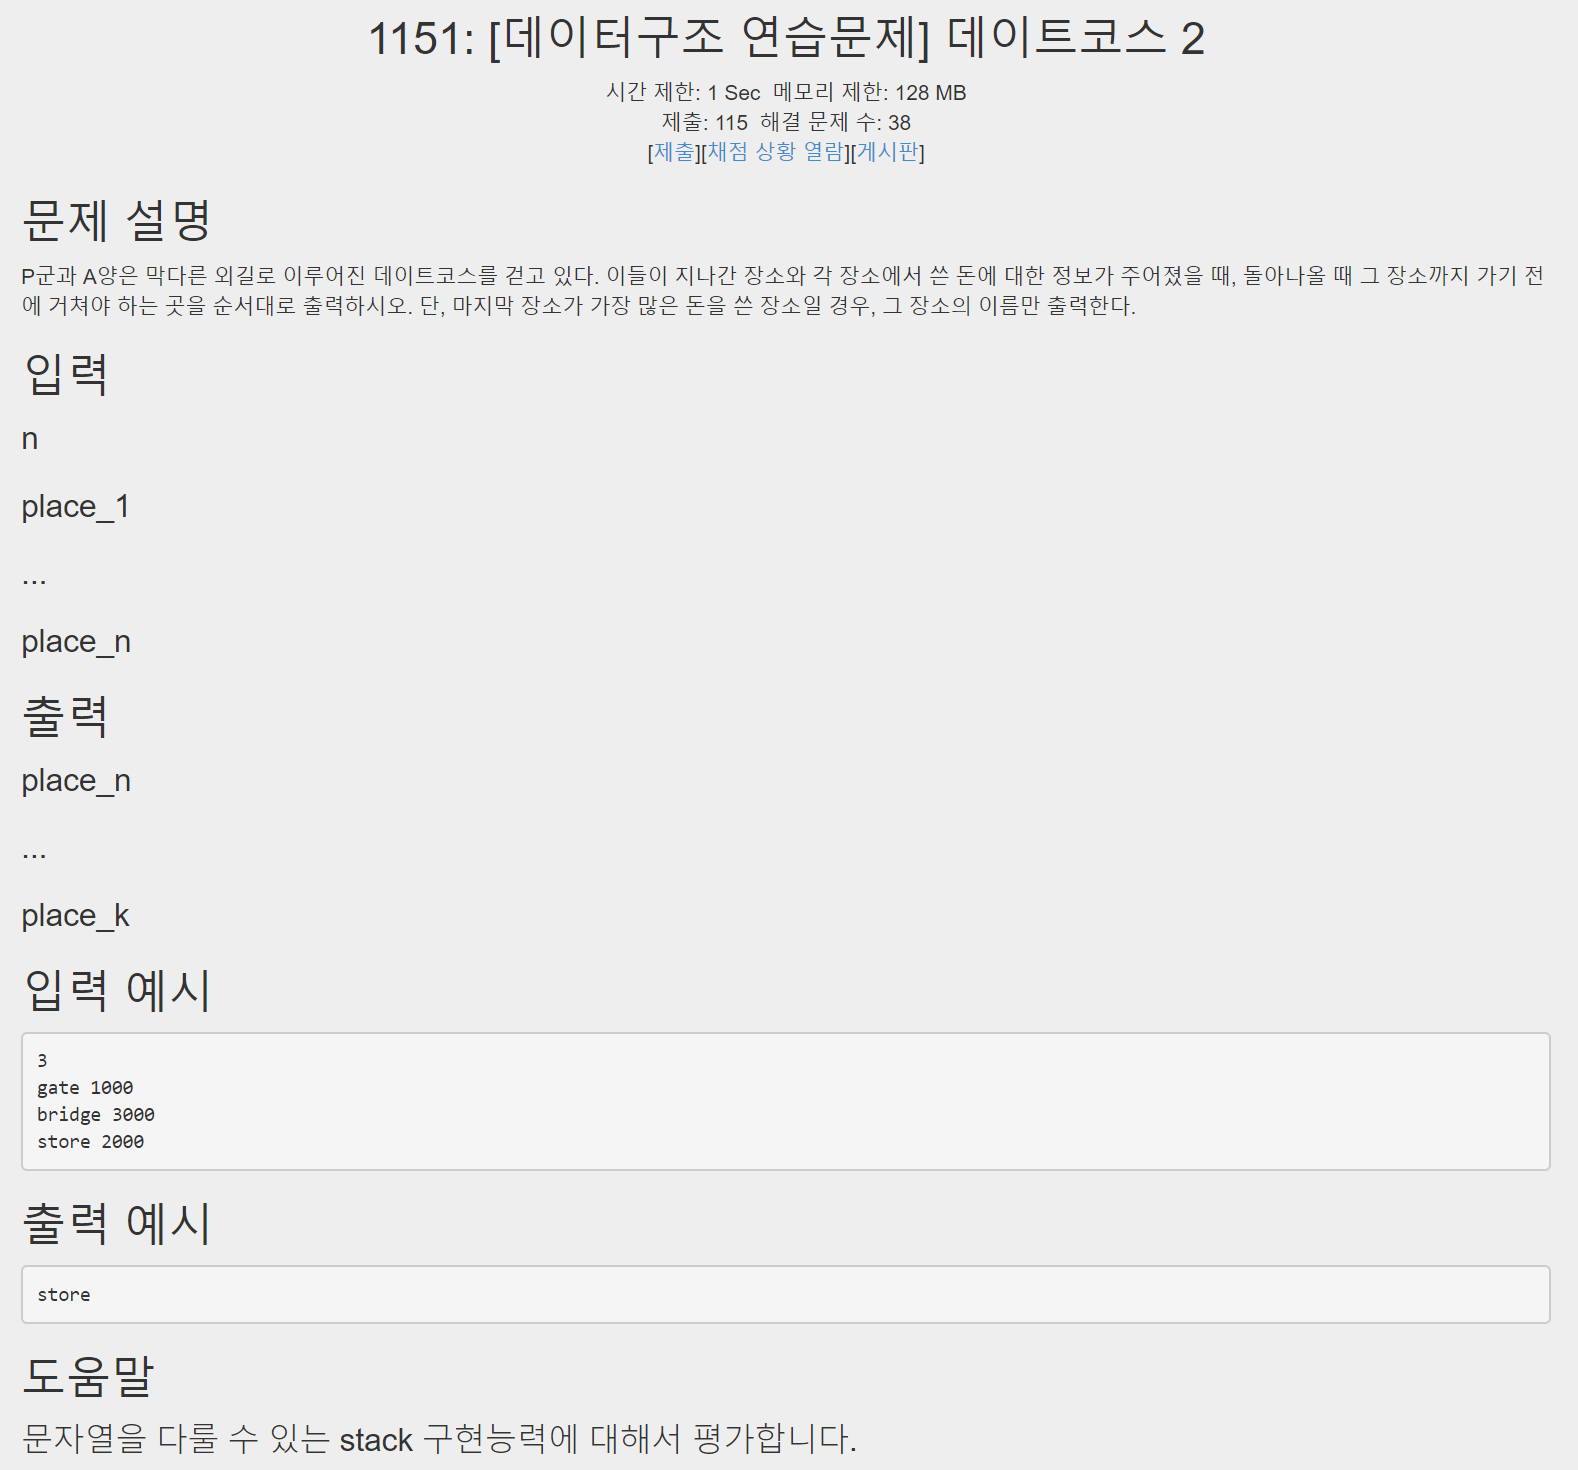 1151: [데이터구조 연습문제] 데이트코스 2
시간 제한: 1 Sec 메모리 제한: 128 MB
제출: 115 해결 문제 수: 38
[제출][채점 상황 열람][게시판]
문제 설명
P군과 A양은 막다른 외길로 이루어진 데이트코스를 걷고 있다. 이들이 지나간 장소와 각 장소에서 쓴 돈에 대한 정보가 주어졌을 때, 돌아나올 때 그 장소까지 가기 전
에 거쳐야 하는 곳을 순서대로 출력하시오. 단, 마지막 장소가 가장 많은 돈을 쓴 장소일 경우, 그 장소의 이름만 출력한다.
입력
n
place_1
...
place_n
출력
place_n
...
place_k
입력 예시
3
gate 1000
bridge 3000
store 2000
출력 예시
store
도움말
문자열을 다룰 수 있는 stack 구현능력에 대해서 평가합니다.